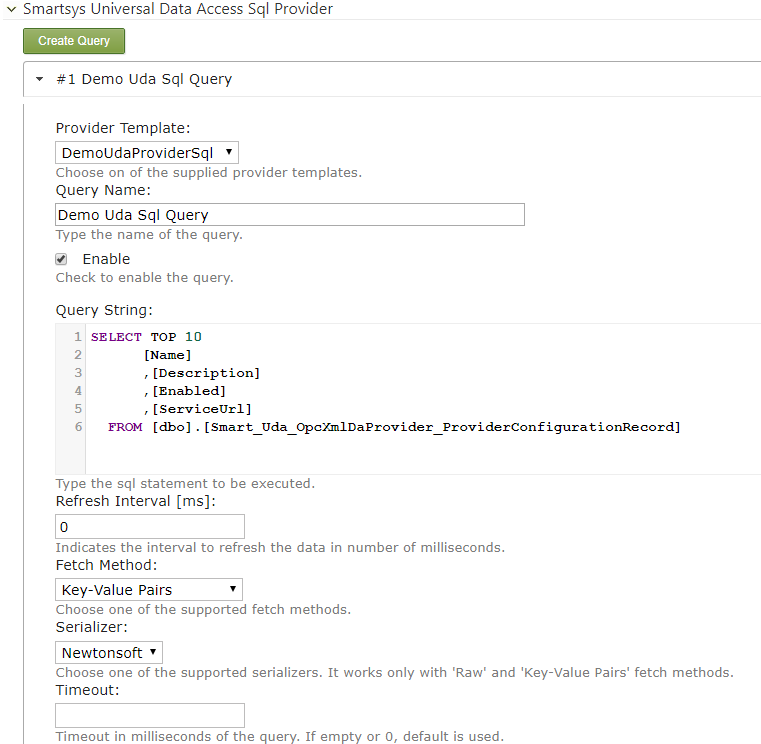 Smartsys Universal Data Access Sql Provider
Create Query
#1 Demo Uda Sql Query
Provider Template:
DemoUdaProviderSql
Choose on of the supplied provider templates.
Query Name:
Demo Uda Sql Query
Type the name of the query.
Enable
Check to enable the query.
Query String:
1 SELECT TOP 10
2 [Name]
3 ,[Description]
4 ,[Enabled]
5 ,[ServiceUrl]
6 FROM [dbo].[Smart_Uda_OpcXmlDaProvider_ProviderConfigurationRecord]
Type the sql statement to be executed.
Refresh Interval [ms]:
0
Indicates the interval to refresh the data in number of milliseconds.
Fetch Method:
Key-Value Pairs
Choose one of the supported fetch methods.
Serializer:
Newtonsoft
Choose one of the supported serializers. It works only with 'Raw' and 'Key-Value Pairs' fetch methods.
Timeout:
Timeout in milliseconds of the query. If empty or 0, default is used.